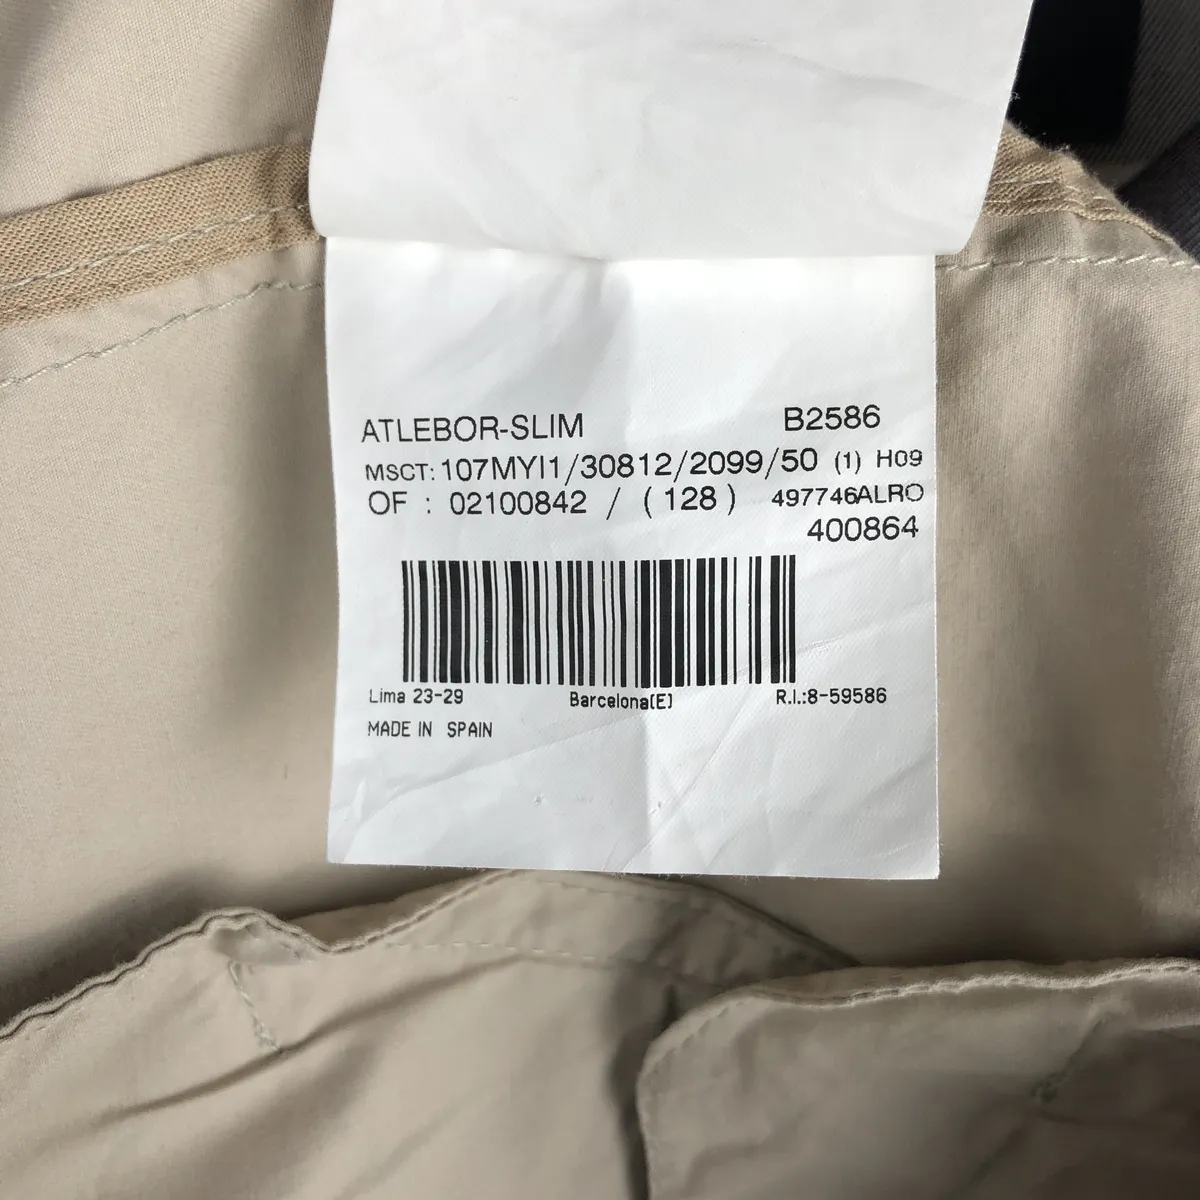 ATLEBOR-SLIM B2586
MSCT: 107MYI1/30812/2099/50 (1) H09
OF : 02100842 / ( 128 ) 497746ALRO
400864
Lima 23-29 Barcelona(E) R.I.:8-59586
MADE IN SPAIN